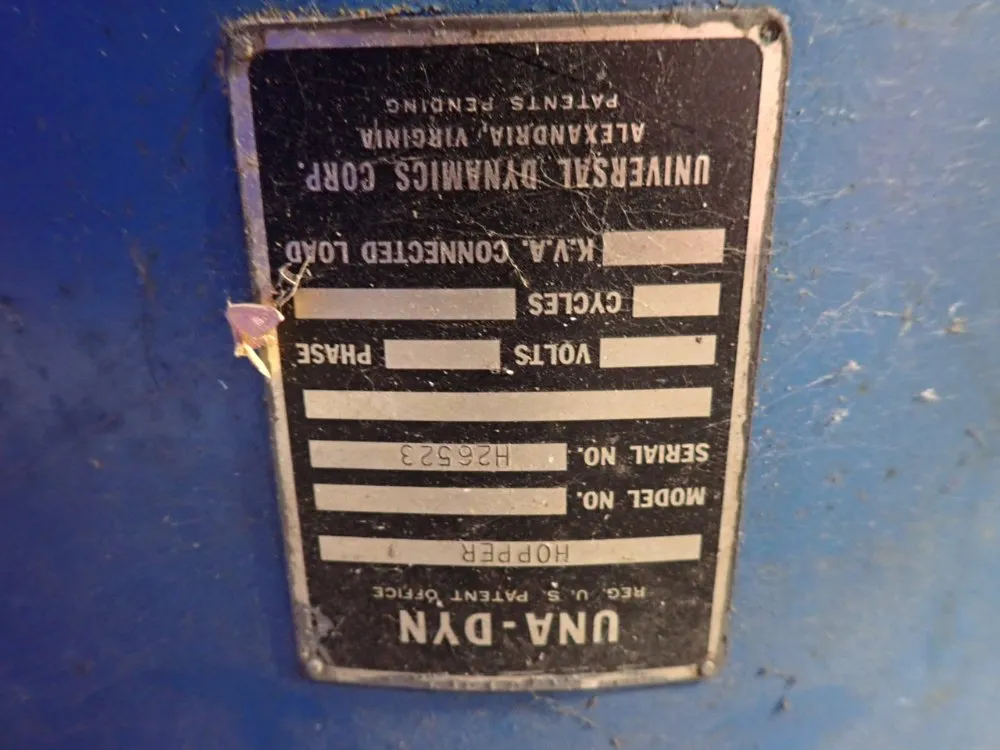 UNA-DYN
REG. U. S. PATENT OFFICE
HOPPER
MODEL NO.
SERIAL NO. H26523
VOLTS PHASE
CYCLES
K.V.A. CONNECTED LOAD
UNIVERSAL DYNAMICS CORP.
ALEXANDRIA, VIRGINIA
PATENTS PENDING